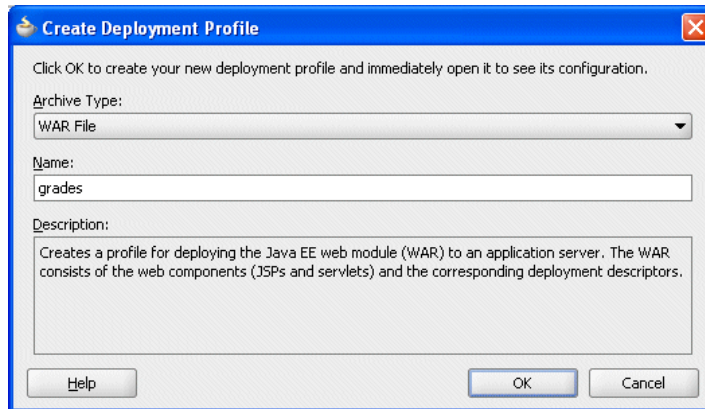 Create Deployment Profile
Click OK to create your new deployment profile and immediately open it to see its configuration.
Archive Type:
WAR File
Name:
grades
Description:
Creates a profile for deploying the Java EE web module (WAR) to an application server. The WAR
consists of the web components (JSPs and servlets) and the corresponding deployment descriptors.
Help
OK
Cancel